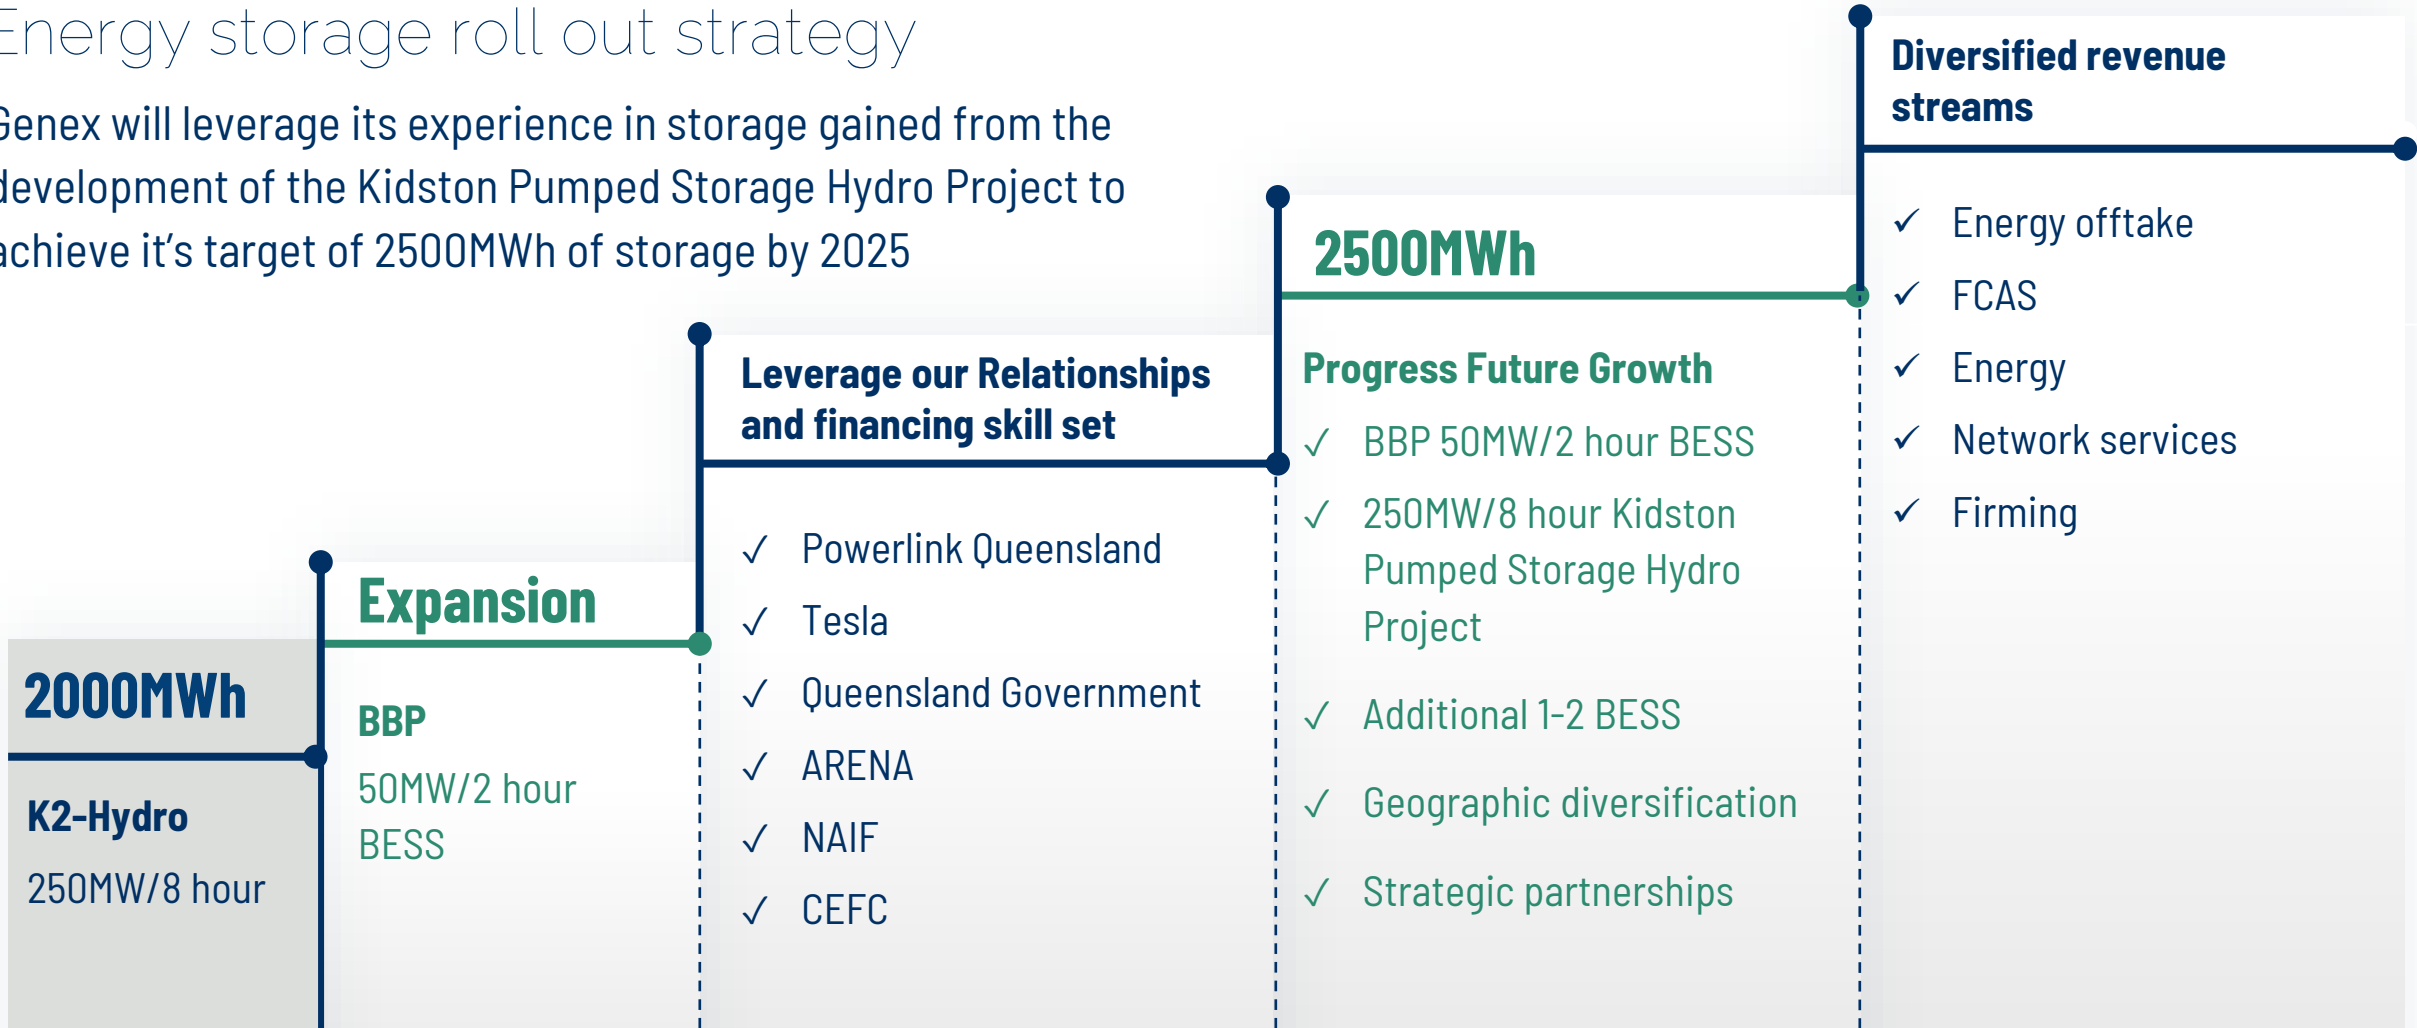 Energy storage roll out strategy
Genex will leverage its experience in storage gained from the
development of the Kidston Pumped Storage Hydro Project to
achieve it's target of 2500MWh of storage by 2025
2000MWh
K2-Hydro
250MW/8 hour
Expansion
BBP
50MW/2 hour
BESS
Leverage our Relationships
and financing skill set
✓ Powerlink Queensland
✓ Tesla
✓ Queensland Government
✓ ARENA
✓ NAIF
✓ CEFC
2500MWh
Progress Future Growth
✓ BBP 50MW/2 hour BESS
✓ 250MW/8 hour Kidston
Pumped Storage Hydro
Project
✓ Additional 1-2 BESS
✓ Geographic diversification
✓ Strategic partnerships
Diversified revenue
streams
✓ Energy offtake
✓ FCAS
✓ Energy
✓ Network services
✓ Firming